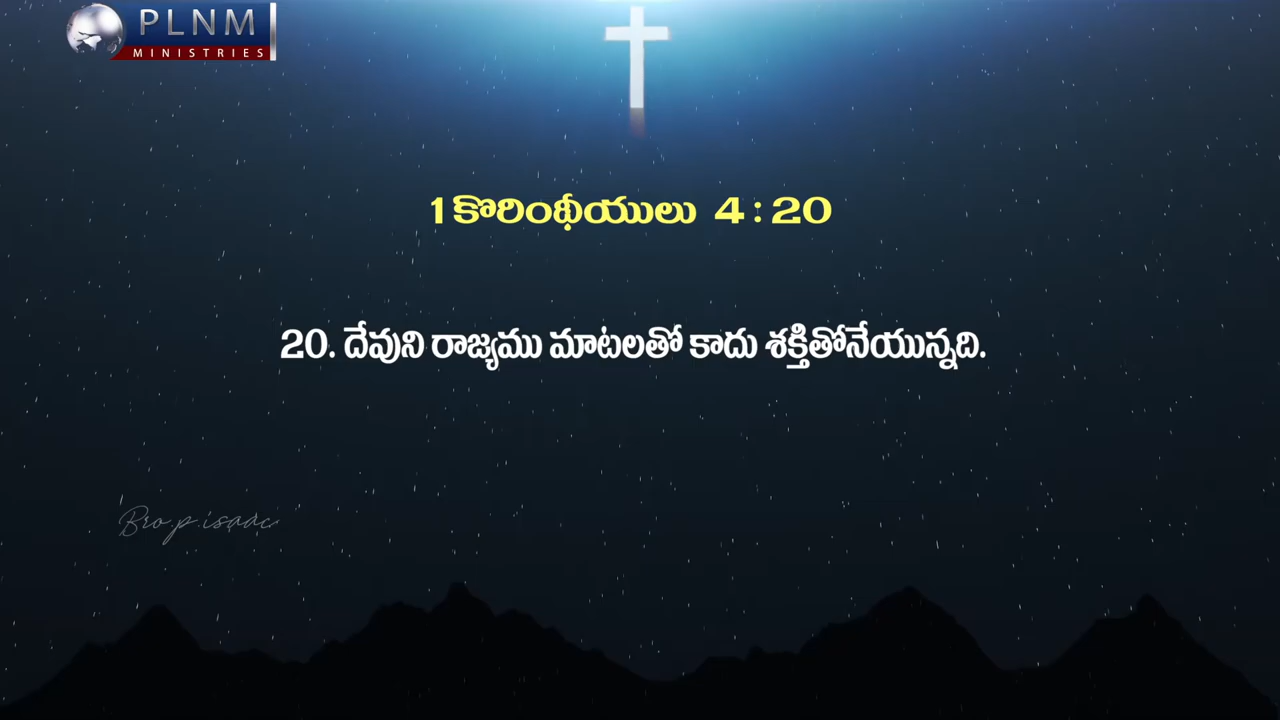 PLNM
MINISTRIES
1 కొరింథీయులు 4 : 20
20. దేవుని రాజ్యము మాటలతో కాదు శక్తితోనేయున్నది.
Bro.p.isaac